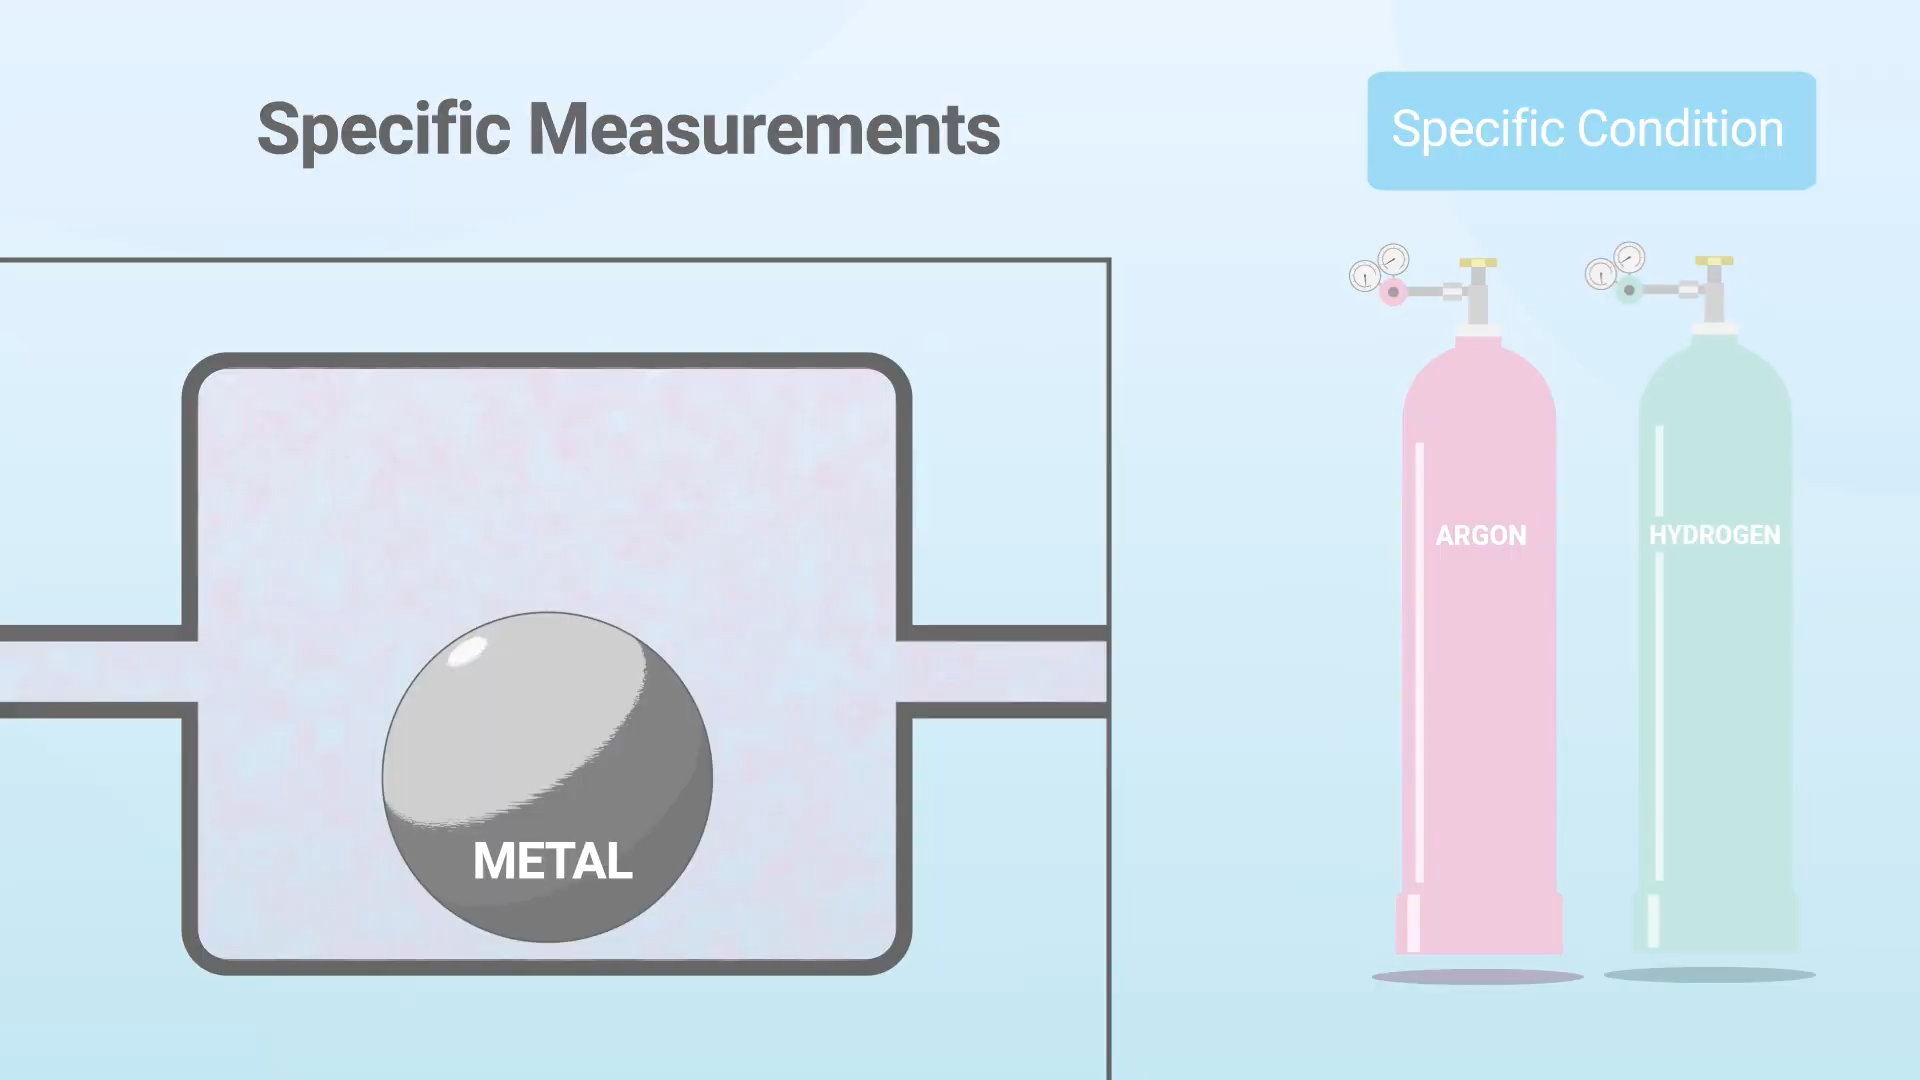 Specific Measurements
Specific Condition
ARGON
HYDROGEN
METAL